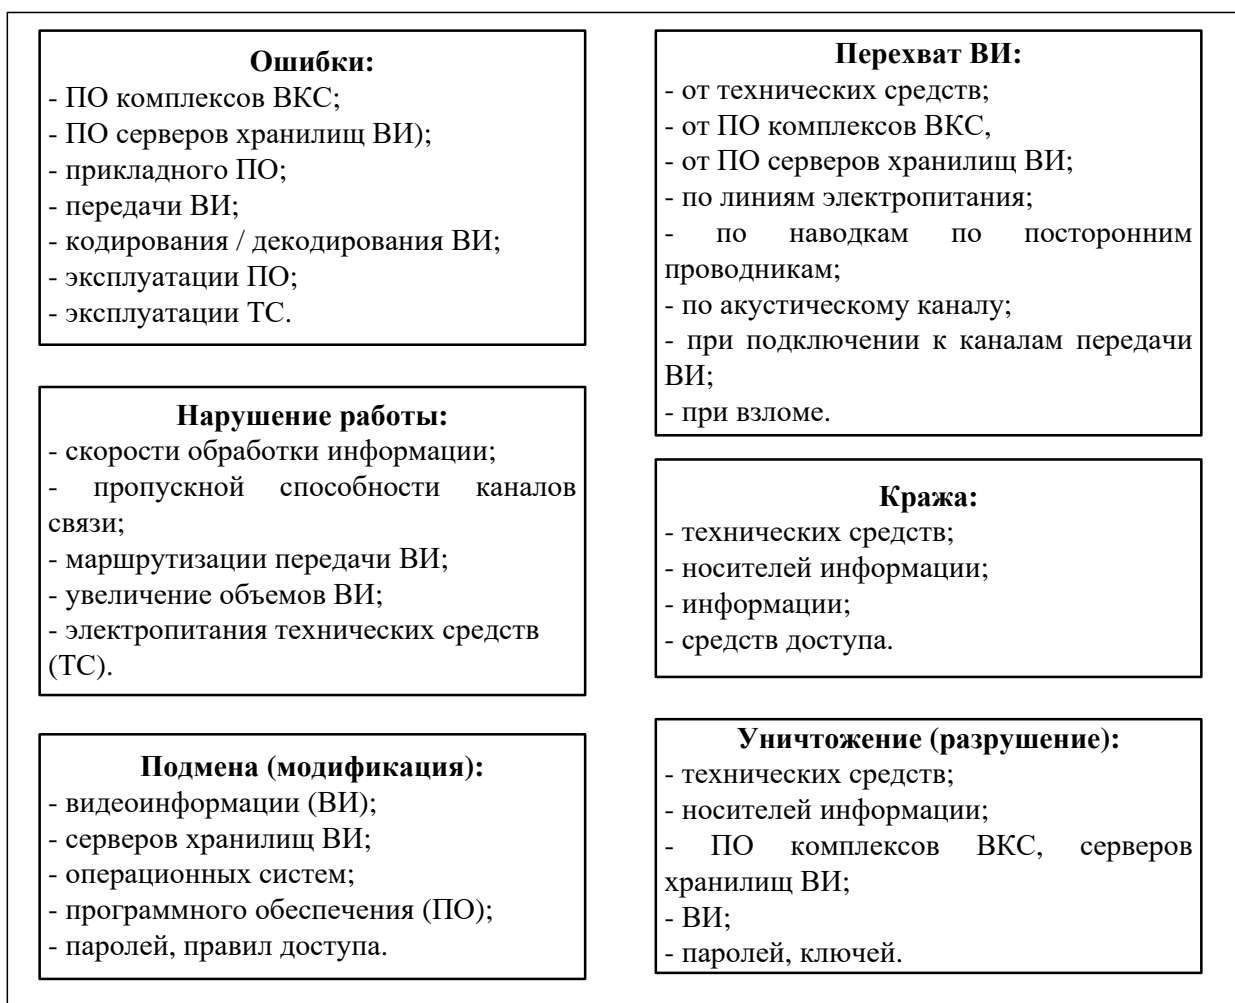 Ошибки:
- ПО комплексов ВКС;
- ПО серверов хранилищ ВИ);
- прикладного ПО;
- передачи ВИ;
- кодирования / декодирования ВИ;
- эксплуатации ПО;
- эксплуатации ТС.
Нарушение работы:
- скорости обработки информации;
- пропускной способности каналов
связи;
- маршрутизации передачи ВИ;
- увеличение объемов ВИ;
- электропитания технических средств
(ТС).
Подмена (модификация):
- видеоинформации (ВИ);
- серверов хранилищ ВИ;
- операционных систем;
- программного обеспечения (ПО);
- паролей, правил доступа.
Перехват ВИ:
- от технических средств;
- от ПО комплексов ВКС,
- от ПО серверов хранилищ ВИ;
- по линиям электропитания;
- по наводкам по посторонним
проводникам;
- по акустическому каналу;
- при подключении к каналам передачи
ВИ;
- при взломе.
Кража:
- технических средств;
- носителей информации;
- информации;
- средств доступа.
Уничтожение (разрушение):
- технических средств;
- носителей информации;
- ПО комплексов ВКС, серверов
хранилищ ВИ;
- ВИ;
- паролей, ключей.